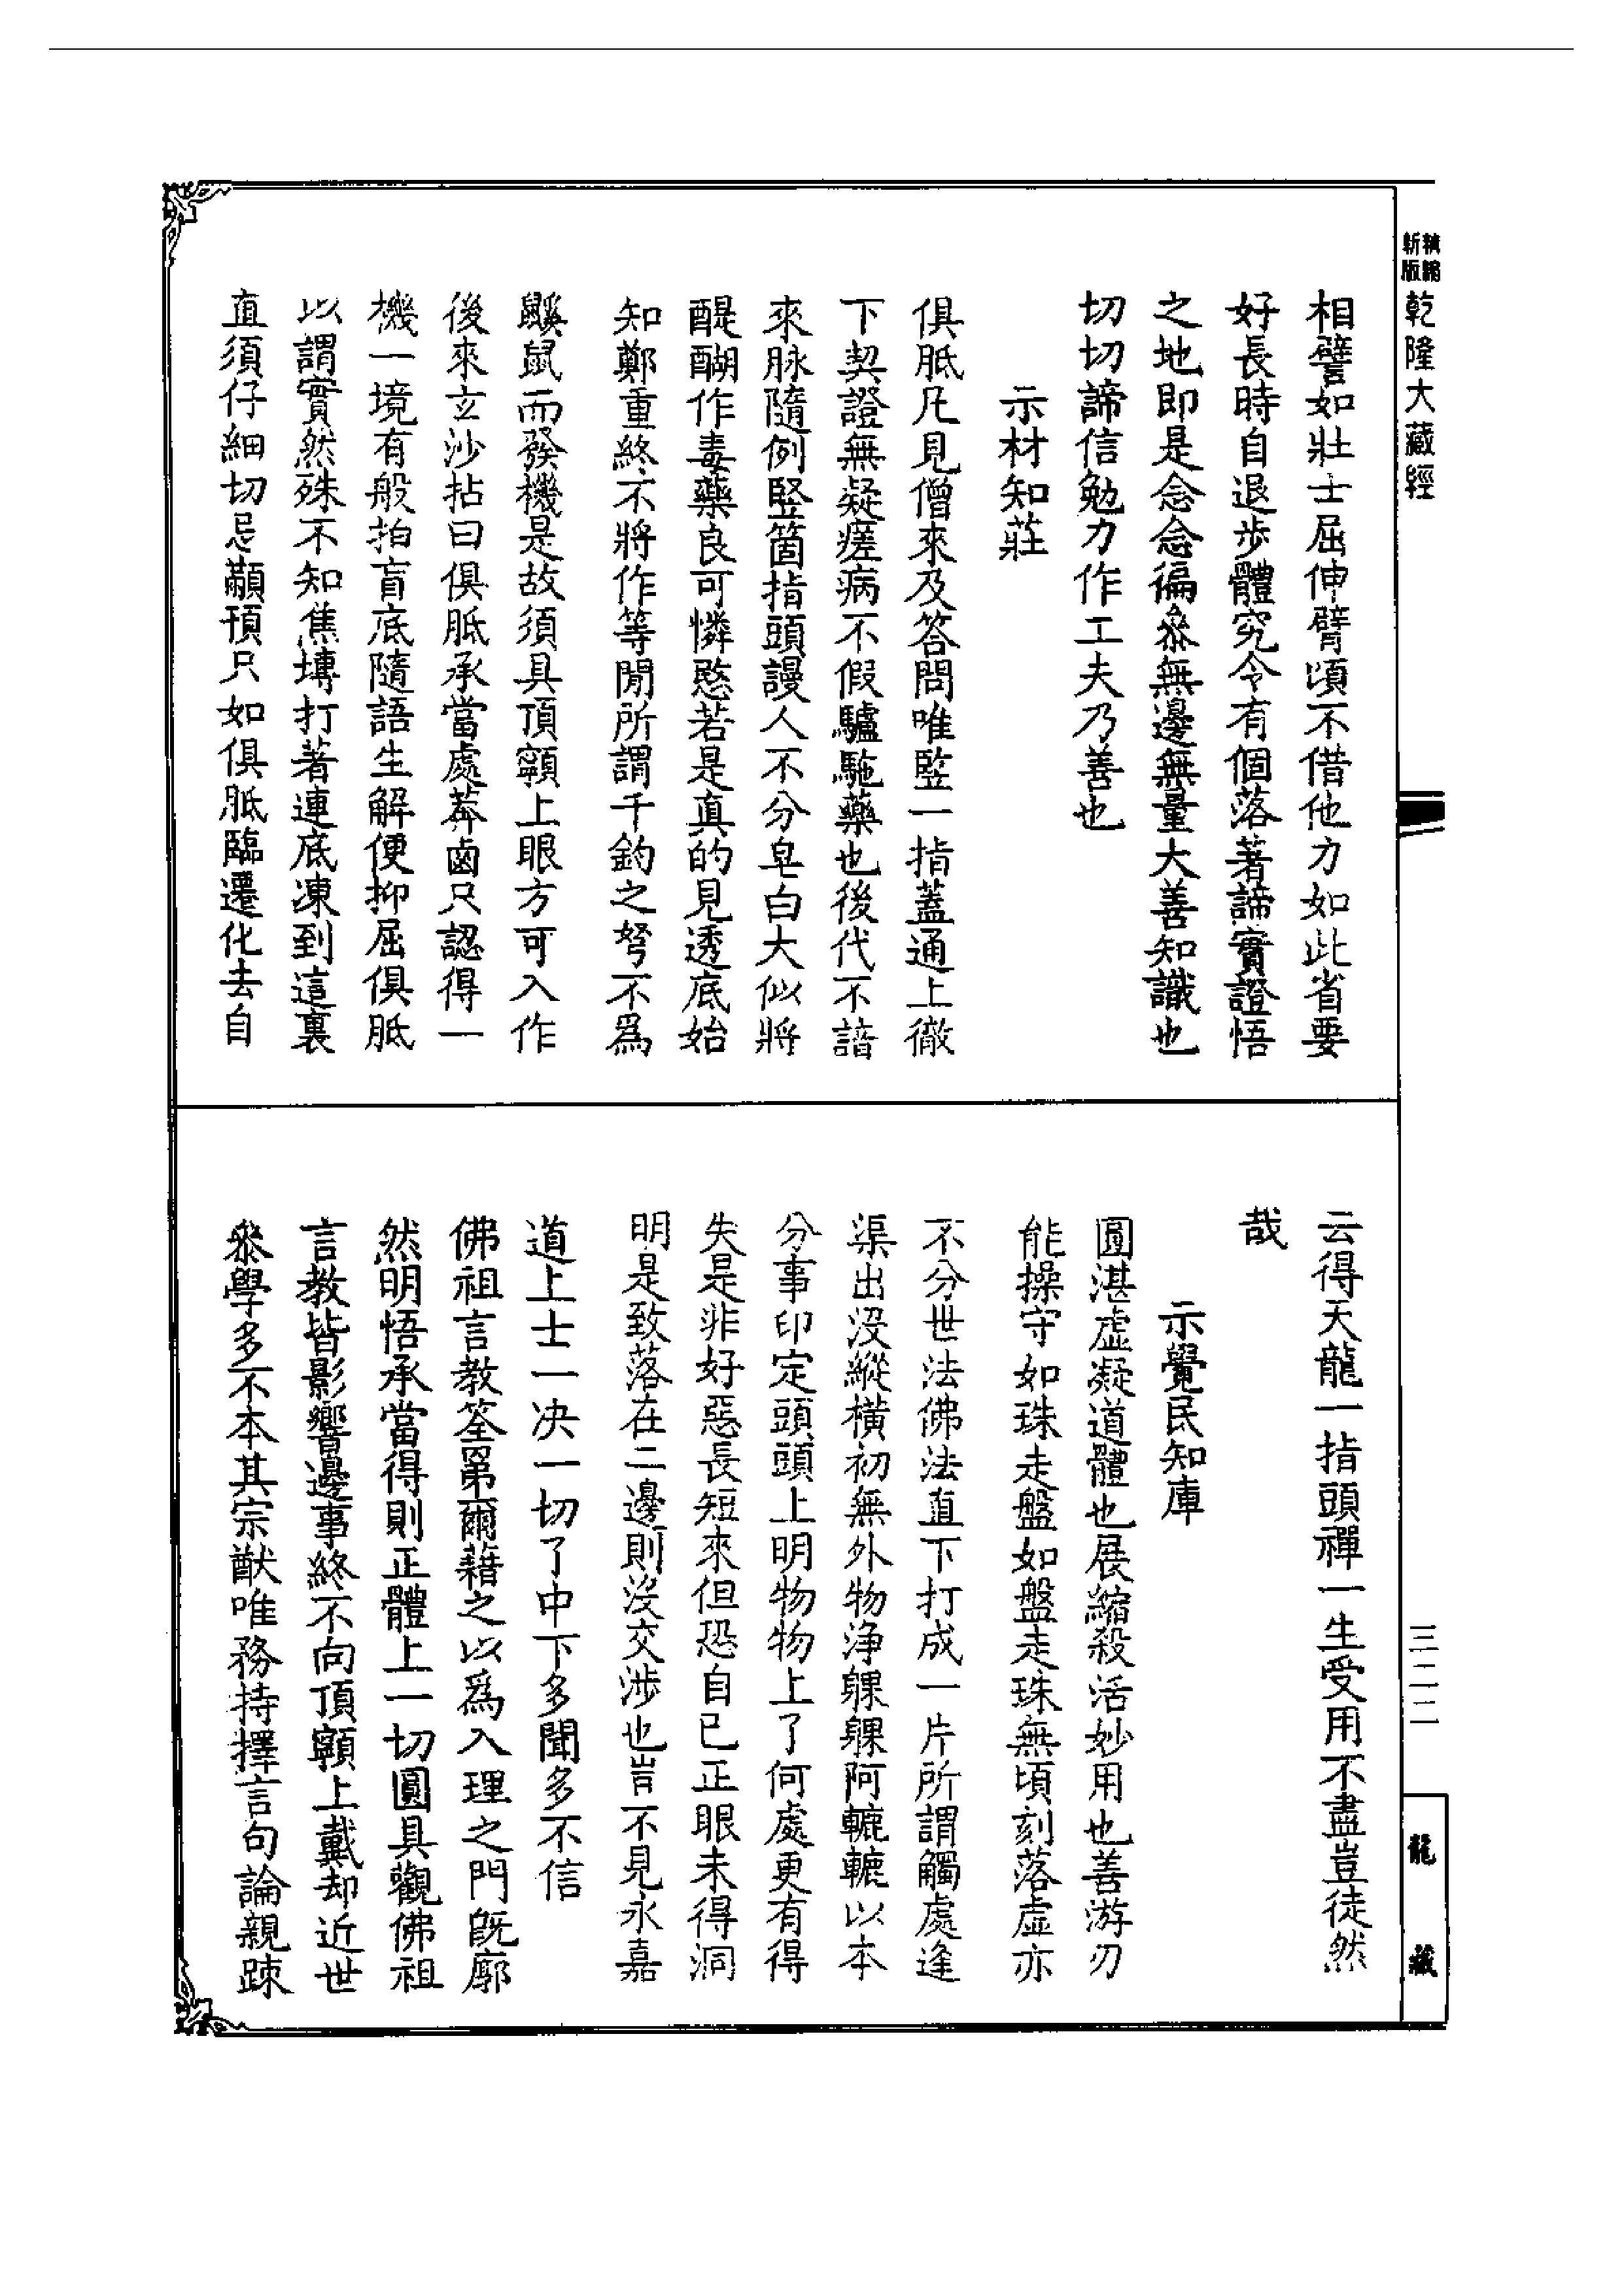 新編
新版
乾隆大藏經
相譬如壯士屈伸臂頃不借他力如此省要
好長時自退步體究令有個落著諦實證悟
之地即是念念徧叅無邊無量大善知識也
切切諦信勉力作工夫乃善也
示材知莊
俱胝凡見僧來及答問唯竪一指蓋通上徹
下契證無疑瘥病不假驢駞藥也後代不諳
來脉隨例竪箇指頭謾人不分皂白大似將
醍醐作毒藥良可憐愍若是真的見透底始
知鄭重終不將作等閒所謂千鈞之弩不為
鼷鼠而發機是故須具頂𩕳上眼方可入作
後來玄沙拈曰俱胝承當處莽鹵只認得一
機一境有般拍盲底隨語生解便抑屈俱胝
以謂實然殊不知焦塼打著連底凍到這裏
直須仔細切忌顢頇只如俱胝臨遷化去自
云得天龍一指頭禪一生受用不盡豈徒然
哉
示覺民知庫
圓湛虛凝道體也展縮殺活妙用也善游刃
能操守如珠走盤如盤走珠無頃刻落虛亦
不分世法佛法直下打成一片所謂觸處逢
渠出沒縱橫初無外物淨躶躶阿轆轆以本
分事印定頭頭上明物物上了何處更有得
失是非好惡長短來但恐自已正眼未得洞
明是致落在二邊則沒交涉也豈不見永嘉
道上士一决一切了中下多聞多不信
佛祖言教筌罤爾藉之以為入理之門既廓
然明悟承當得則正體上一切圓具觀佛祖
言教皆影響邊事終不向頂𩕳上戴却近世
叅學多不本其宗猷唯務持擇言句論親踈
三二二
龍藏